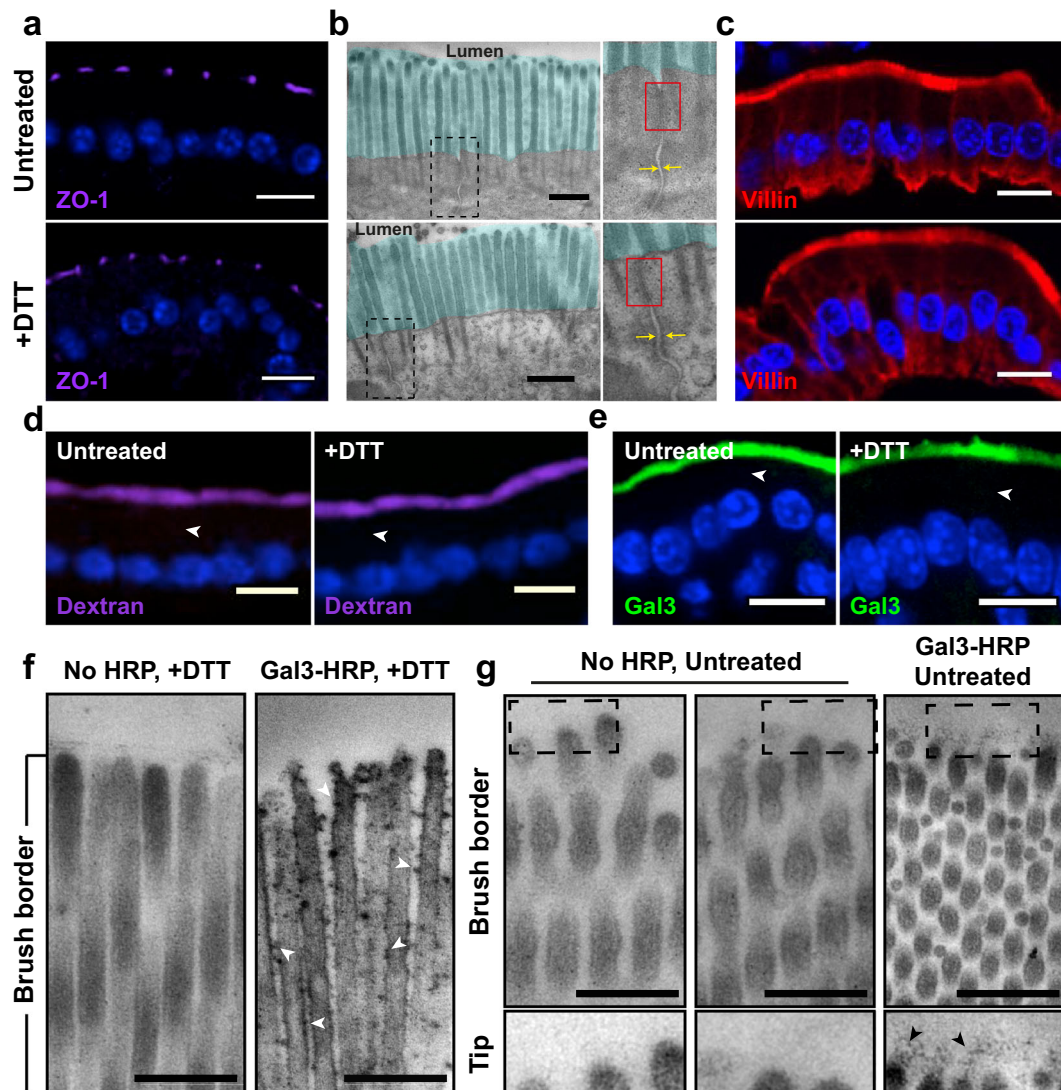 a
b
c
Untreated
ZO-1
Lumen
Villin
+DTT
ZO-1
Lumen
Villin
d
e
Untreated
+DTT
Untreated
+DTT
Dextran
Dextran
Gal3
Gal3
f
No HRP, +DTT
Gal3-HRP, +DTT
Brush border
g
No HRP, Untreated
Gal3-HRP
Untreated
Brush border
Tip